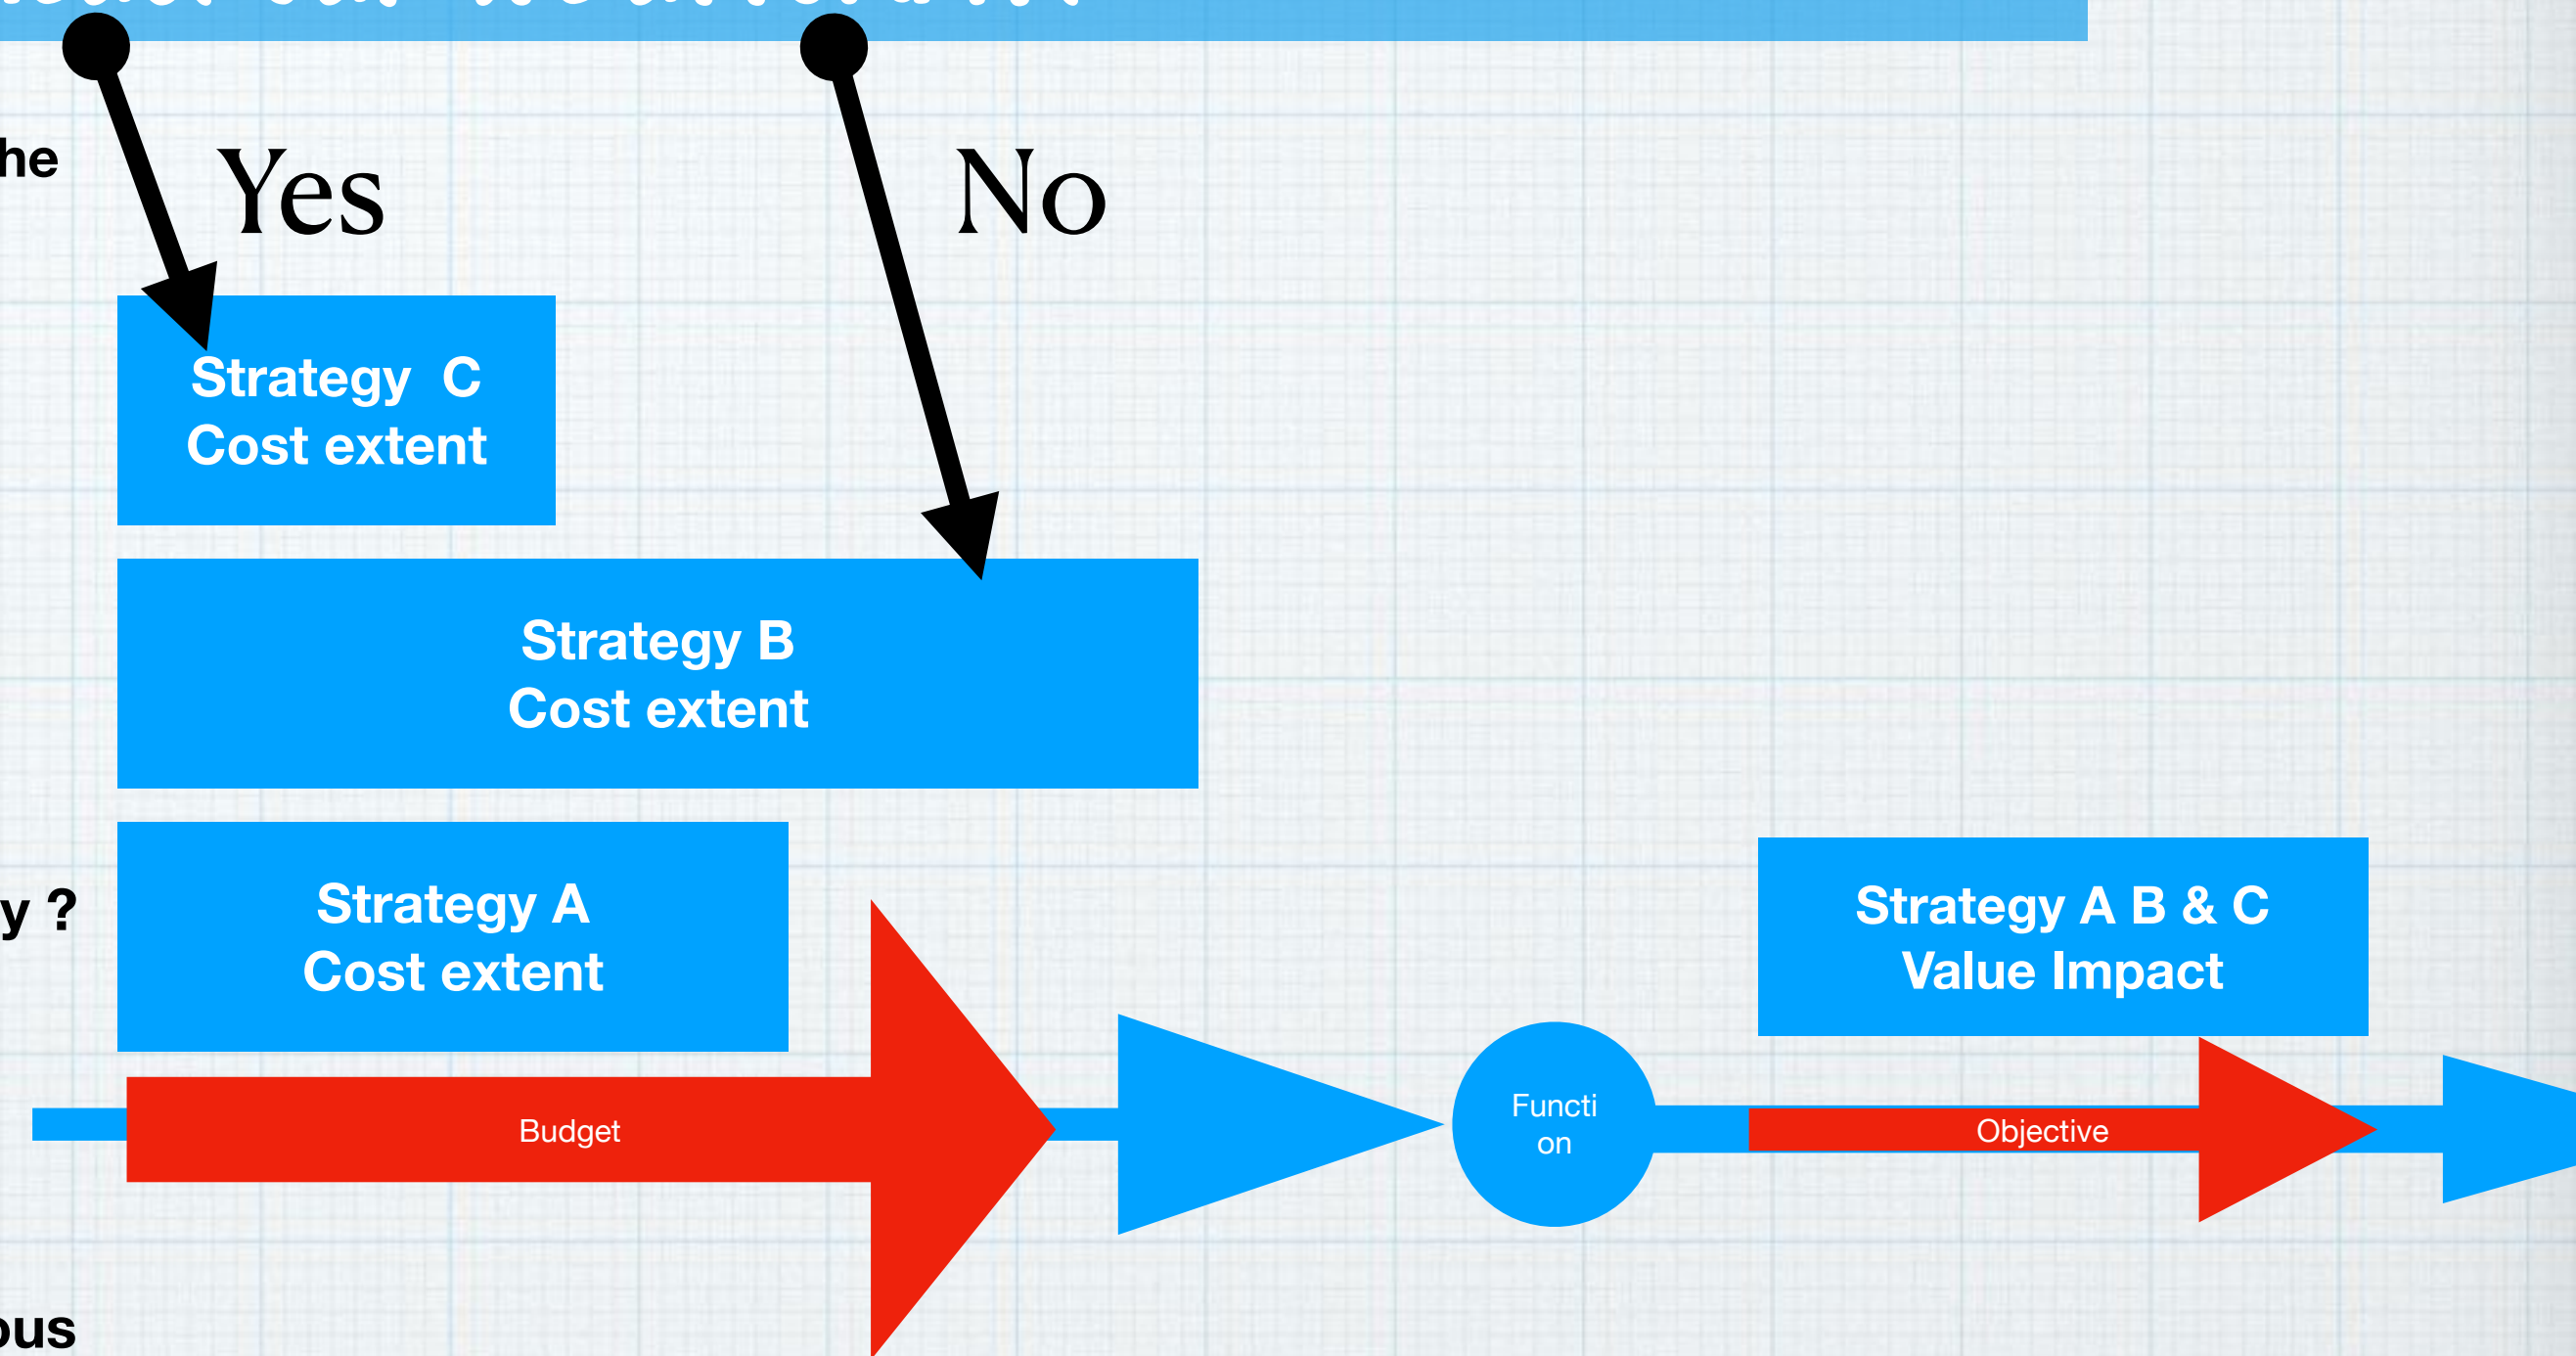 he
Yes
No
Strategy C
Cost extent
Strategy B
Cost extent
Strategy A
Cost extent
y ?
Strategy A B & C
Value Impact
Functi
on
Budget
Objective
ous